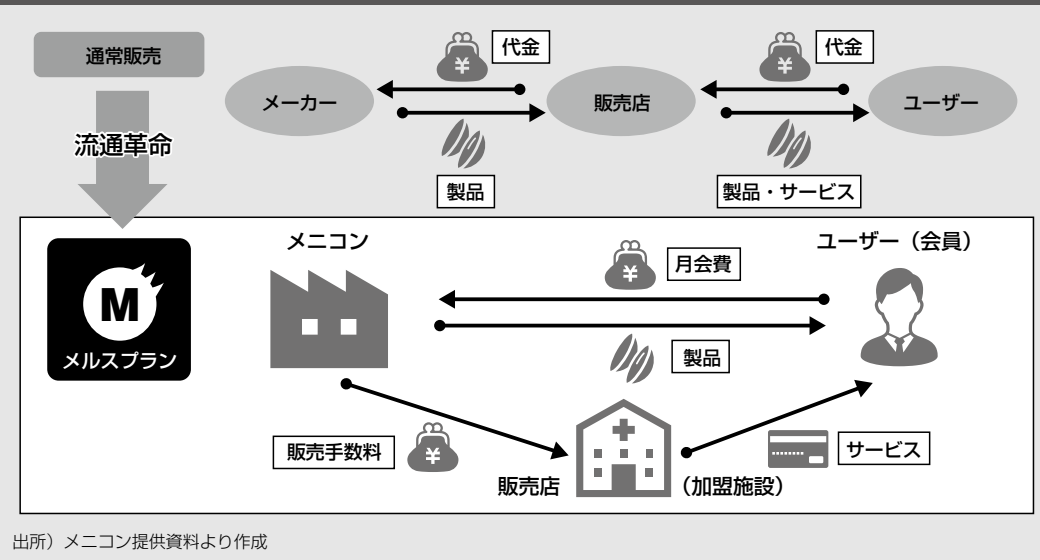 通常販売
流通革命
代金
代金
メーカー
販売店
ユーザー
¥
¥
製品
製品・サービス
M
メルスプラン
メニコン
ユーザー（会員）
¥
月会費
製品
販売手数料
¥
サービス
販売店
（加盟施設）
出所）メニコン提供資料より作成